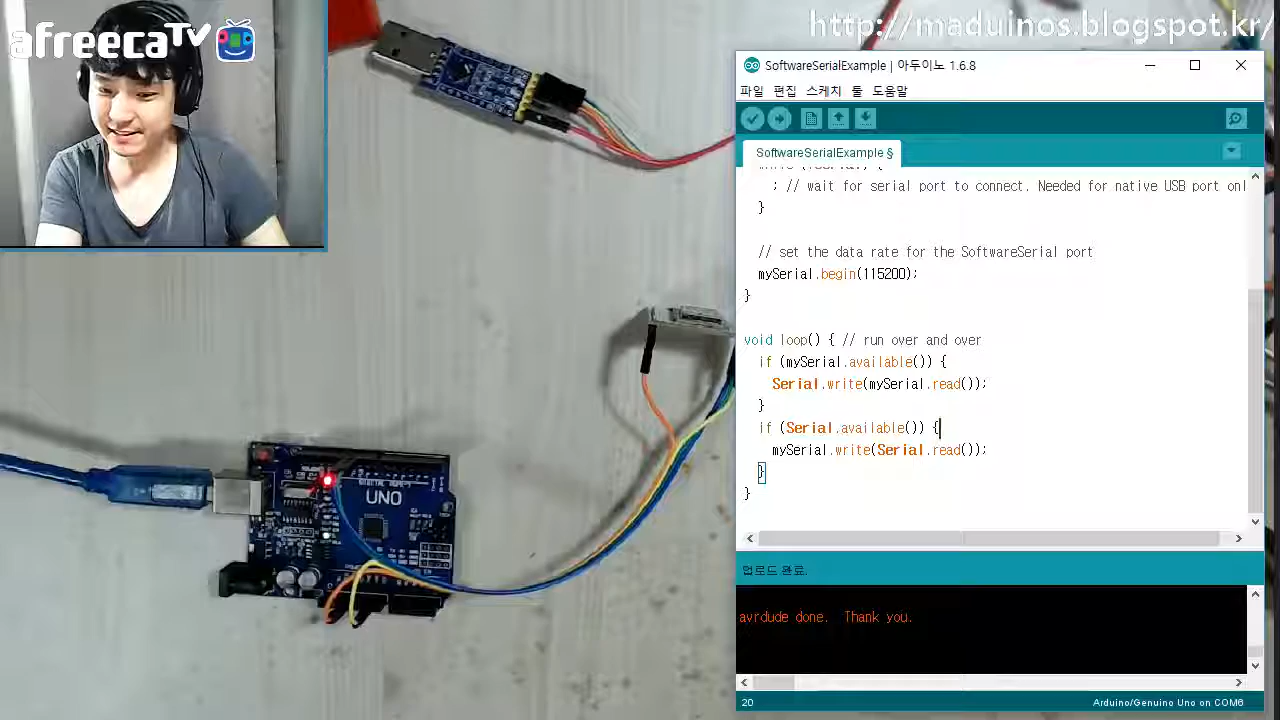 afreecaTV
http://maduinos.blogspot.kr/
SoftwareSerialExample | 아두이노 1.6.8
파일 편집 스케치 툴 도움말
SoftwareSerialExample §
; // wait for serial port to connect. Needed for native USB port onl
}
// set the data rate for the SoftwareSerial port
mySerial.begin(115200);
}
void loop() { // run over and over
if (mySerial.available()) {
Serial.write(mySerial.read());
}
if (Serial.available()) {
mySerial.write(Serial.read());
}
}
업로드 완료.
avrdude done.  Thank you.
20
Arduino/Genuino Uno on COM6
UNO